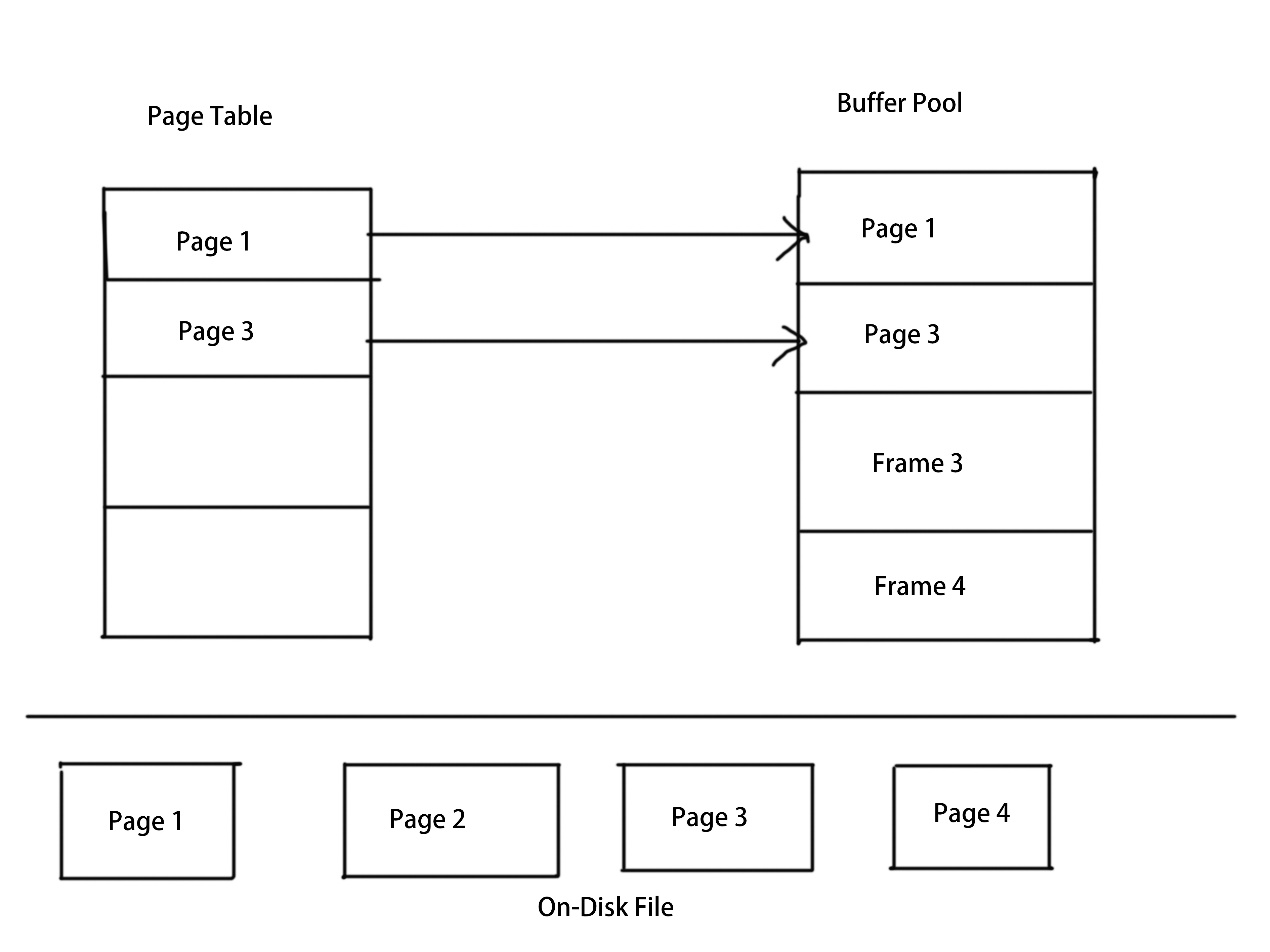 Page Table
Buffer Pool
Page 1
Page 1
Page 3
Page 3
Frame 3
Frame 4
Page 1
Page 2
Page 3
Page 4
On-Disk File